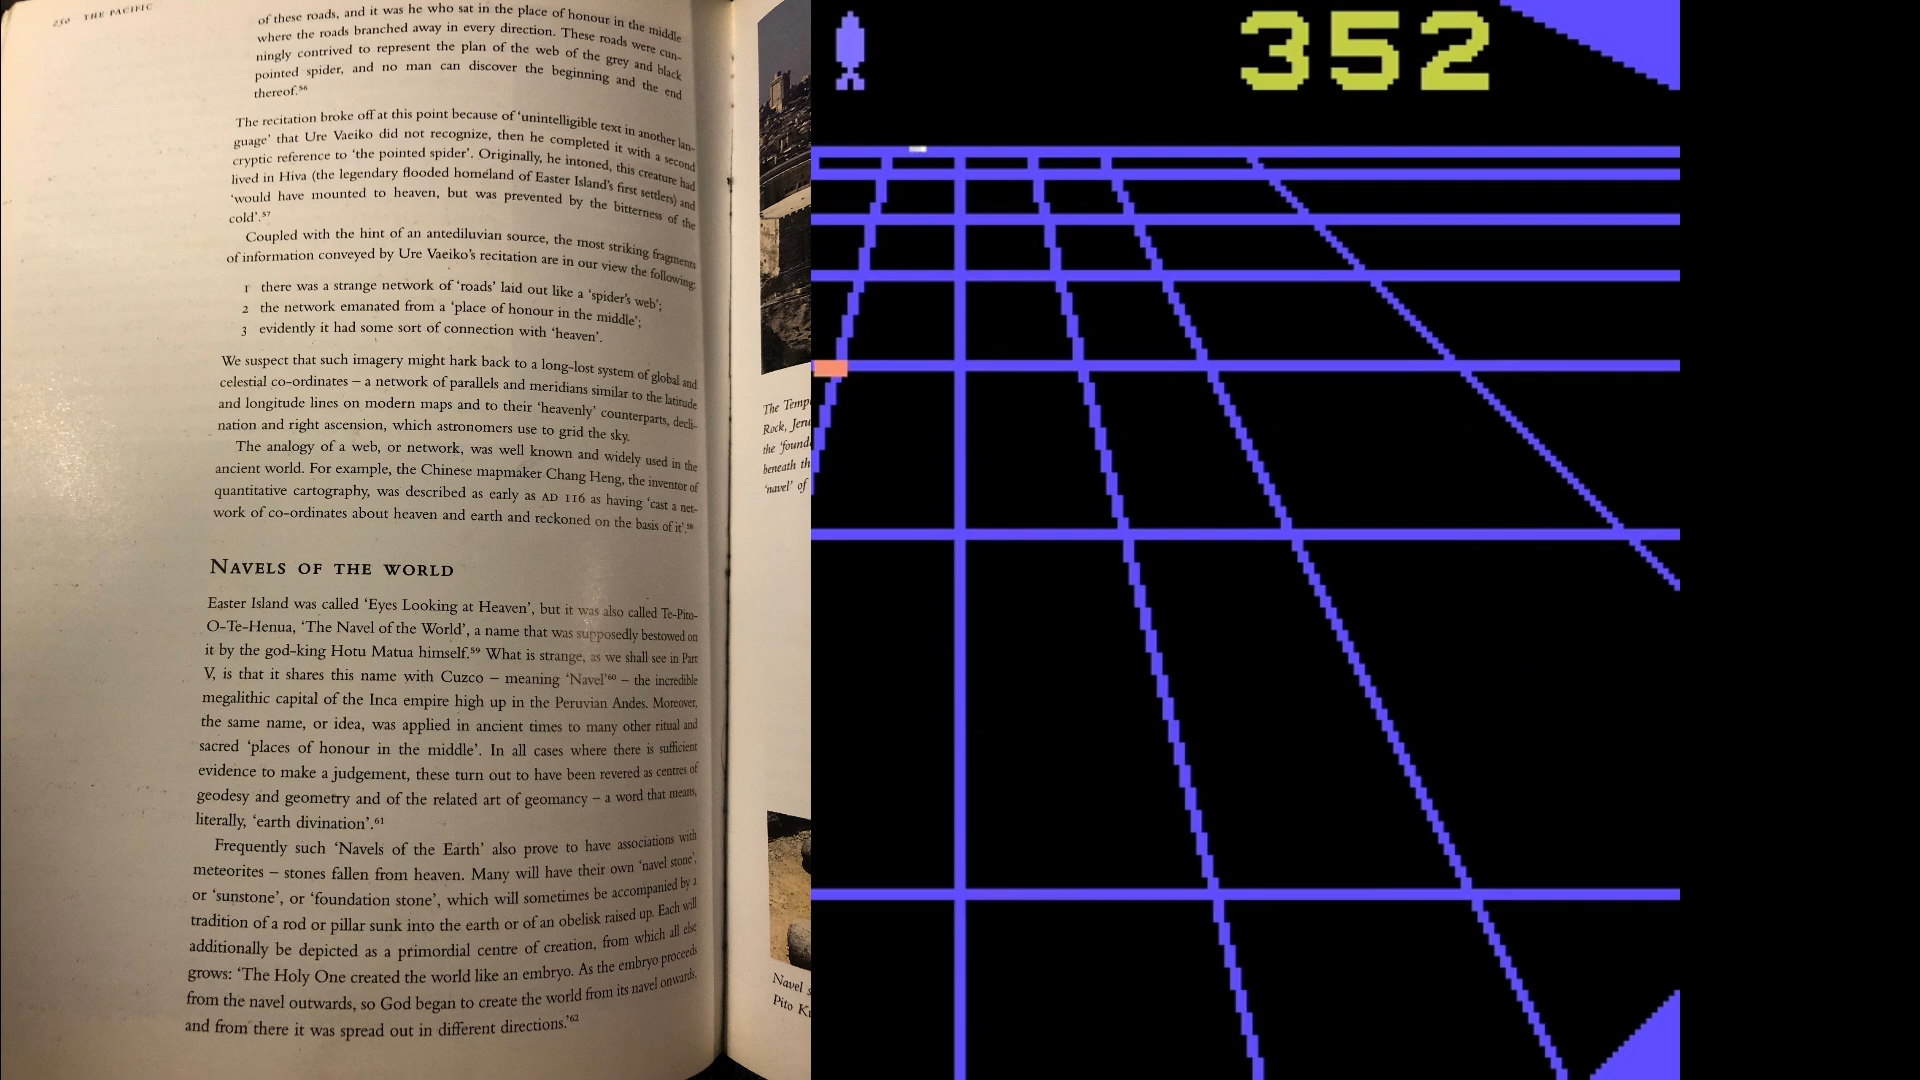 250 THE PACIFIC
of these roads, and it was he who sat in the place of honour in the middle
where the roads branched away in every direction. These roads were cun-
ningly contrived to represent the plan of the web of the grey and black
pointed spider, and no man can discover the beginning and the end
thereof.⁵⁶
The recitation broke off at this point because of ‘unintelligible text in another lan-
guage’ that Ure Vaeiko did not recognize, then he completed it with a second
cryptic reference to ‘the pointed spider’. Originally, he intoned, this creature had
lived in Hiva (the legendary flooded homeland of Easter Island’s first settlers) and
‘would have mounted to heaven, but was prevented by the bitterness of the
cold’.⁵⁷
Coupled with the hint of an antediluvian source, the most striking fragments
of information conveyed by Ure Vaeiko’s recitation are in our view the following:
1 there was a strange network of ‘roads’ laid out like a ‘spider’s web’;
2 the network emanated from a ‘place of honour in the middle’;
3 evidently it had some sort of connection with ‘heaven’.
We suspect that such imagery might hark back to a long-lost system of global and
celestial co-ordinates – a network of parallels and meridians similar to the latitude
and longitude lines on modern maps and to their ‘heavenly’ counterparts, decli-
nation and right ascension, which astronomers use to grid the sky.
The analogy of a web, or network, was well known and widely used in the
ancient world. For example, the Chinese mapmaker Chang Heng, the inventor of
quantitative cartography, was described as early as AD 116 as having ‘cast a net-
work of co-ordinates about heaven and earth and reckoned on the basis of it’.⁵⁸
NAVELS OF THE WORLD
Easter Island was called ‘Eyes Looking at Heaven’, but it was also called Te-Pito-
O-Te-Henua, ‘The Navel of the World’, a name that was supposedly bestowed on
it by the god-king Hotu Matua himself.⁵⁹ What is strange, as we shall see in Part
V, is that it shares this name with Cuzco – meaning ‘Navel’⁶⁰ – the incredible
megalithic capital of the Inca empire high up in the Peruvian Andes. Moreover,
the same name, or idea, was applied in ancient times to many other ritual and
sacred ‘places of honour in the middle’. In all cases where there is sufficient
evidence to make a judgement, these turn out to have been revered as centres of
geodesy and geometry and of the related art of geomancy – a word that means,
literally, ‘earth divination’.⁶¹
Frequently such ‘Navels of the Earth’ also prove to have associations with
meteorites – stones fallen from heaven. Many will have their own ‘navel stone’,
or ‘sunstone’, or ‘foundation stone’, which will sometimes be accompanied by a
tradition of a rod or pillar sunk into the earth or of an obelisk raised up. Each will
additionally be depicted as a primordial centre of creation, from which all else
grows: ‘The Holy One created the world like an embryo. As the embryo proceeds
from the navel outwards, so God began to create the world from its navel onwards,
and from there it was spread out in different directions.’⁶²
The
Rock,
the
beneath
‘navel’ of
Navel
Pito
352